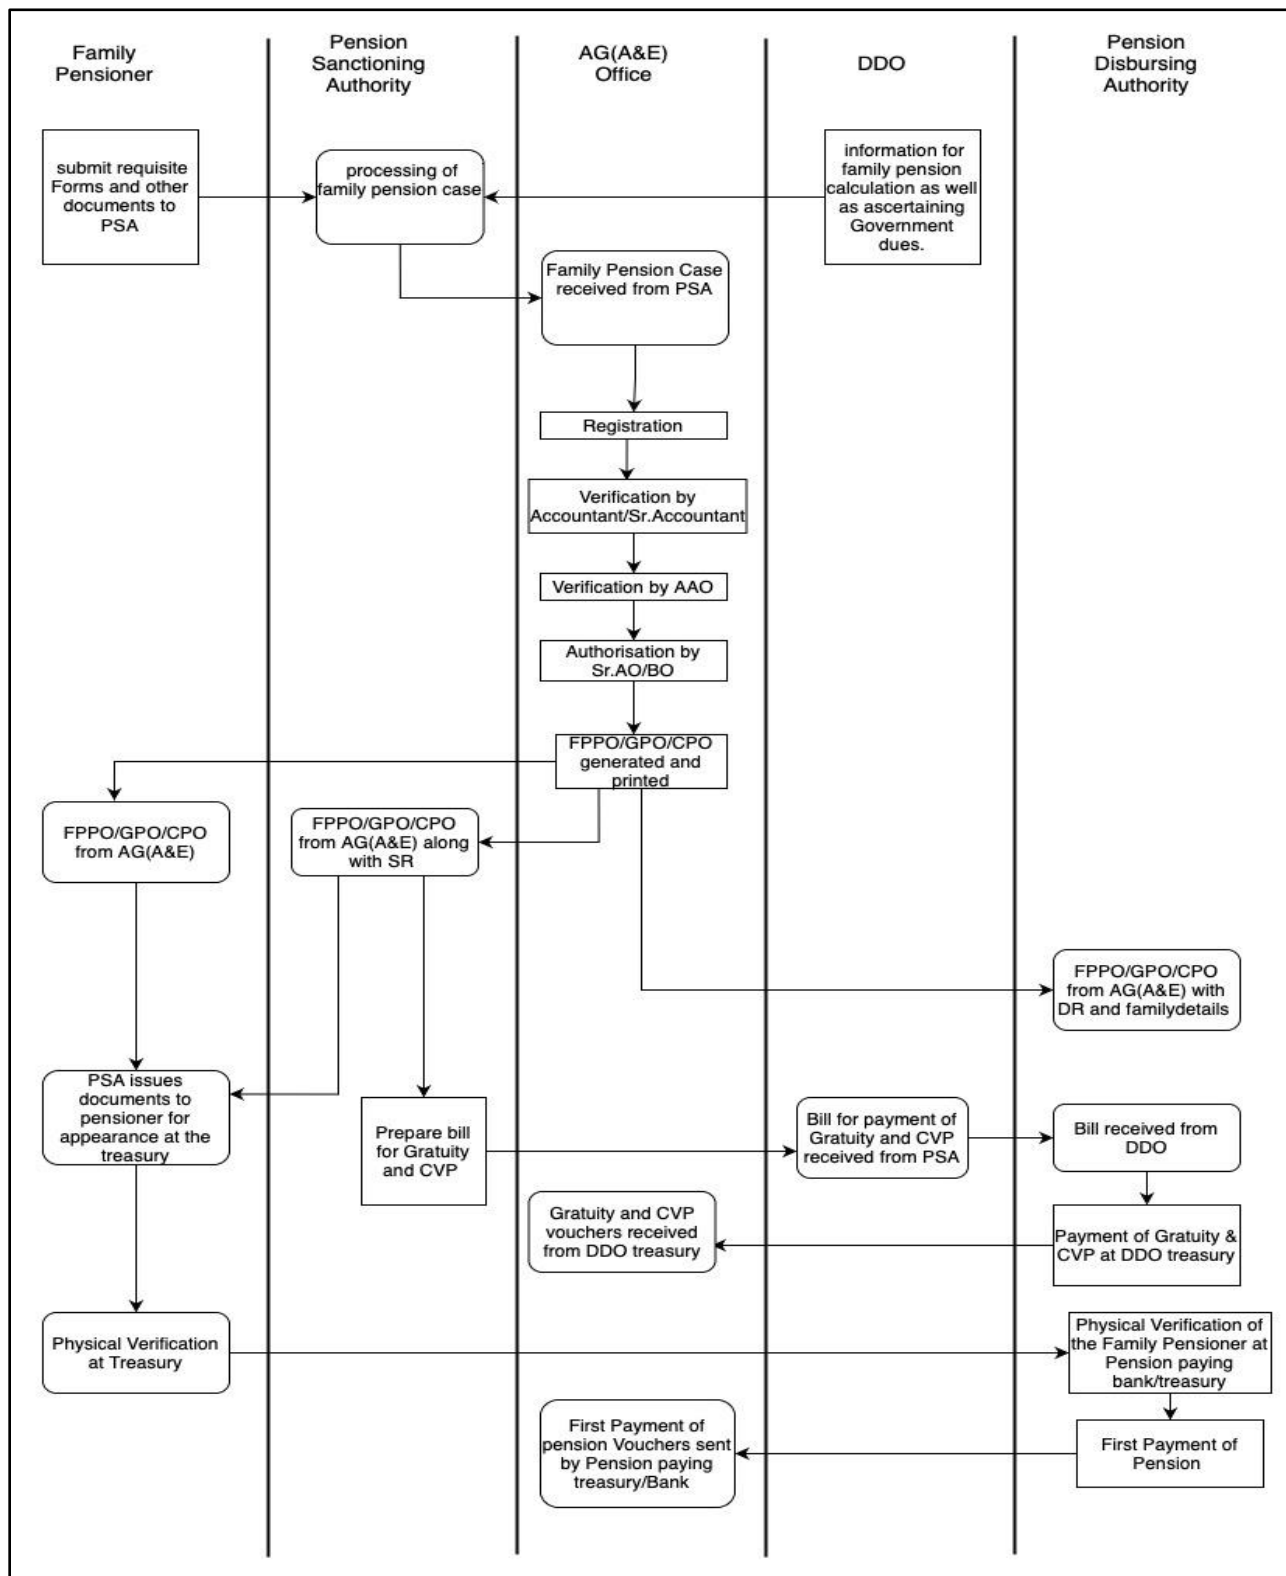 Family
Pensioner
Pension
Sanctioning
Authority
AG(A&E)
Office
DDO
Pension
Disbursing
Authority
submit requisite
Forms and other
documents to
PSA
processing of
family pension case
information for
family pension
calculation as well
as ascertaining
Government
dues.
Family Pension Case
received from PSA
Registration
Verification by
Accountant/Sr.Accountant
Verification by AAO
Authorisation by
Sr.AO/BO
FPPO/GPO/CPO
generated and
printed
FPPO/GPO/CPO
from AG(A&E)
FPPO/GPO/CPO
from AG(A&E) along
with SR
FPPO/GPO/CPO
from AG(A&E) with
DR and familydetails
PSA issues
documents to
pensioner for
appearance at the
treasury
Prepare bill
for Gratuity
and CVP
Bill for payment of
Gratuity and CVP
received from PSA
Bill received from
DDO
Gratuity and CVP
vouchers received
from DDO treasury
Payment of Gratuity &
CVP at DDO treasury
Physical Verification
at Treasury
Physical Verification of
the Family Pensioner at
Pension paying
bank/treasury
First Payment of
pension Vouchers sent
by Pension paying
treasury/Bank
First Payment of
Pension